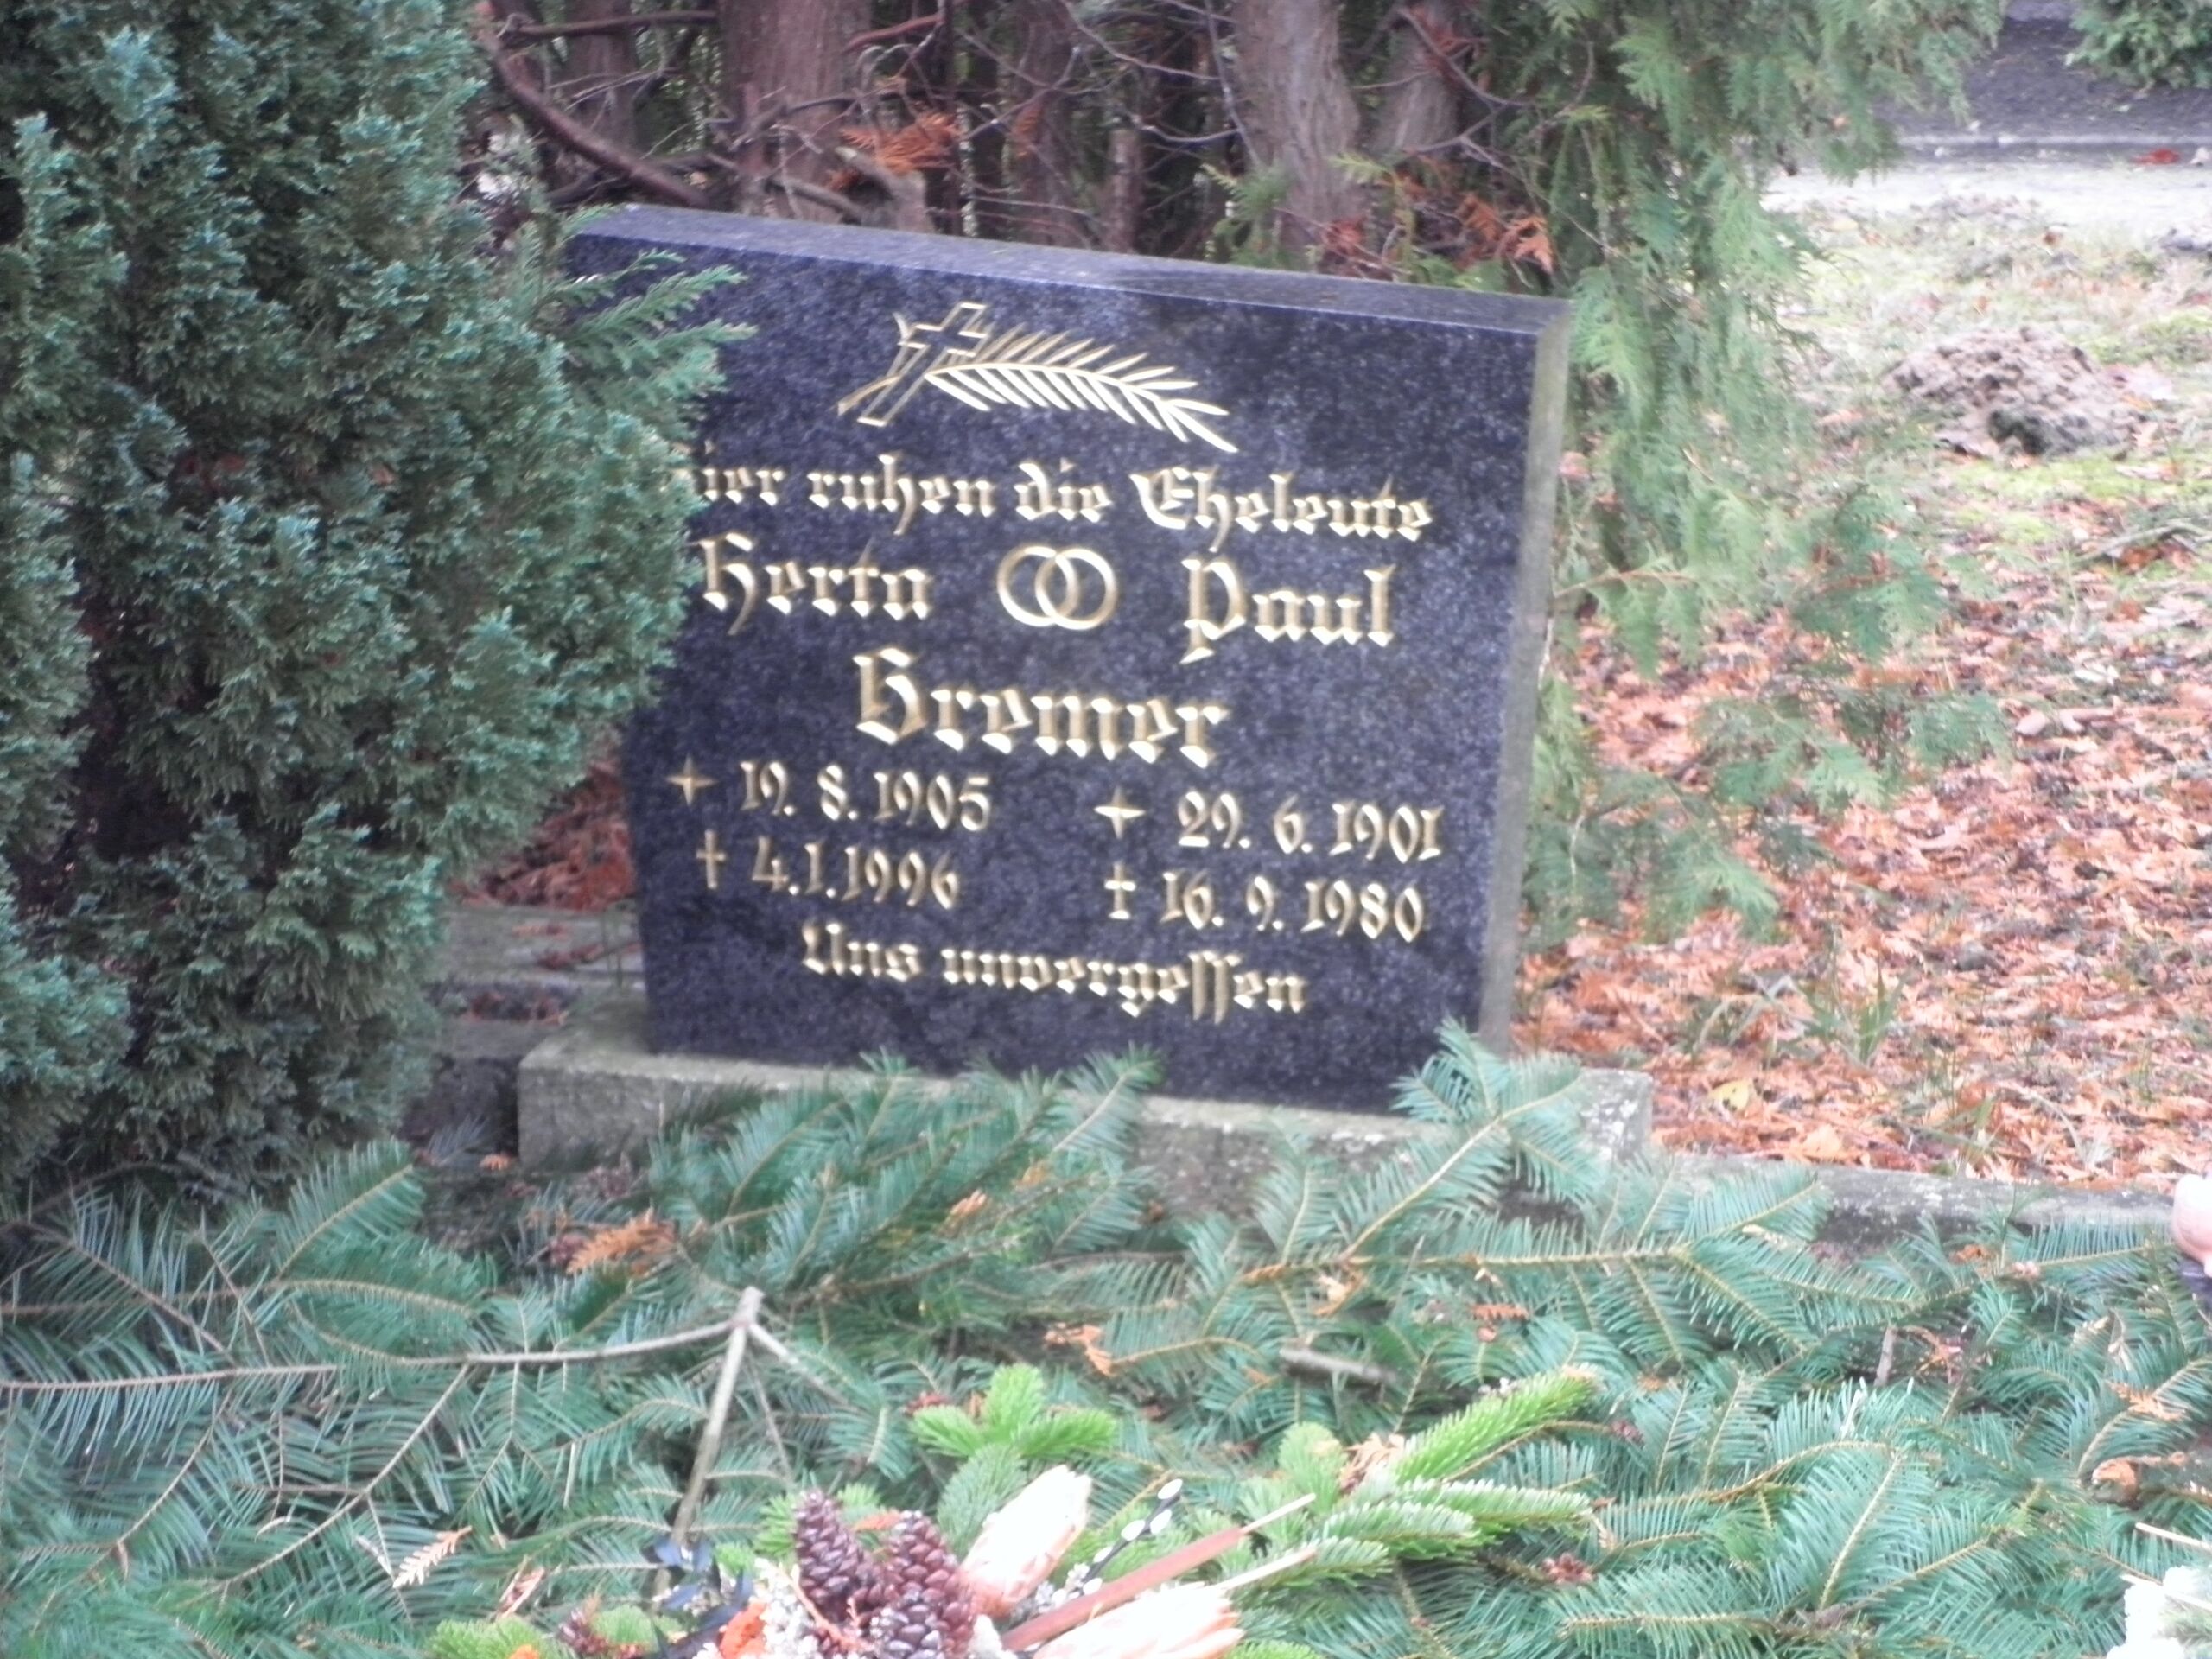 Hier ruhen die Eheleute
Herta Paul
Bremer
19. 8. 1905 29. 6. 1901
† 4.1.1996 † 16. 9. 1980
Uns unvergessen